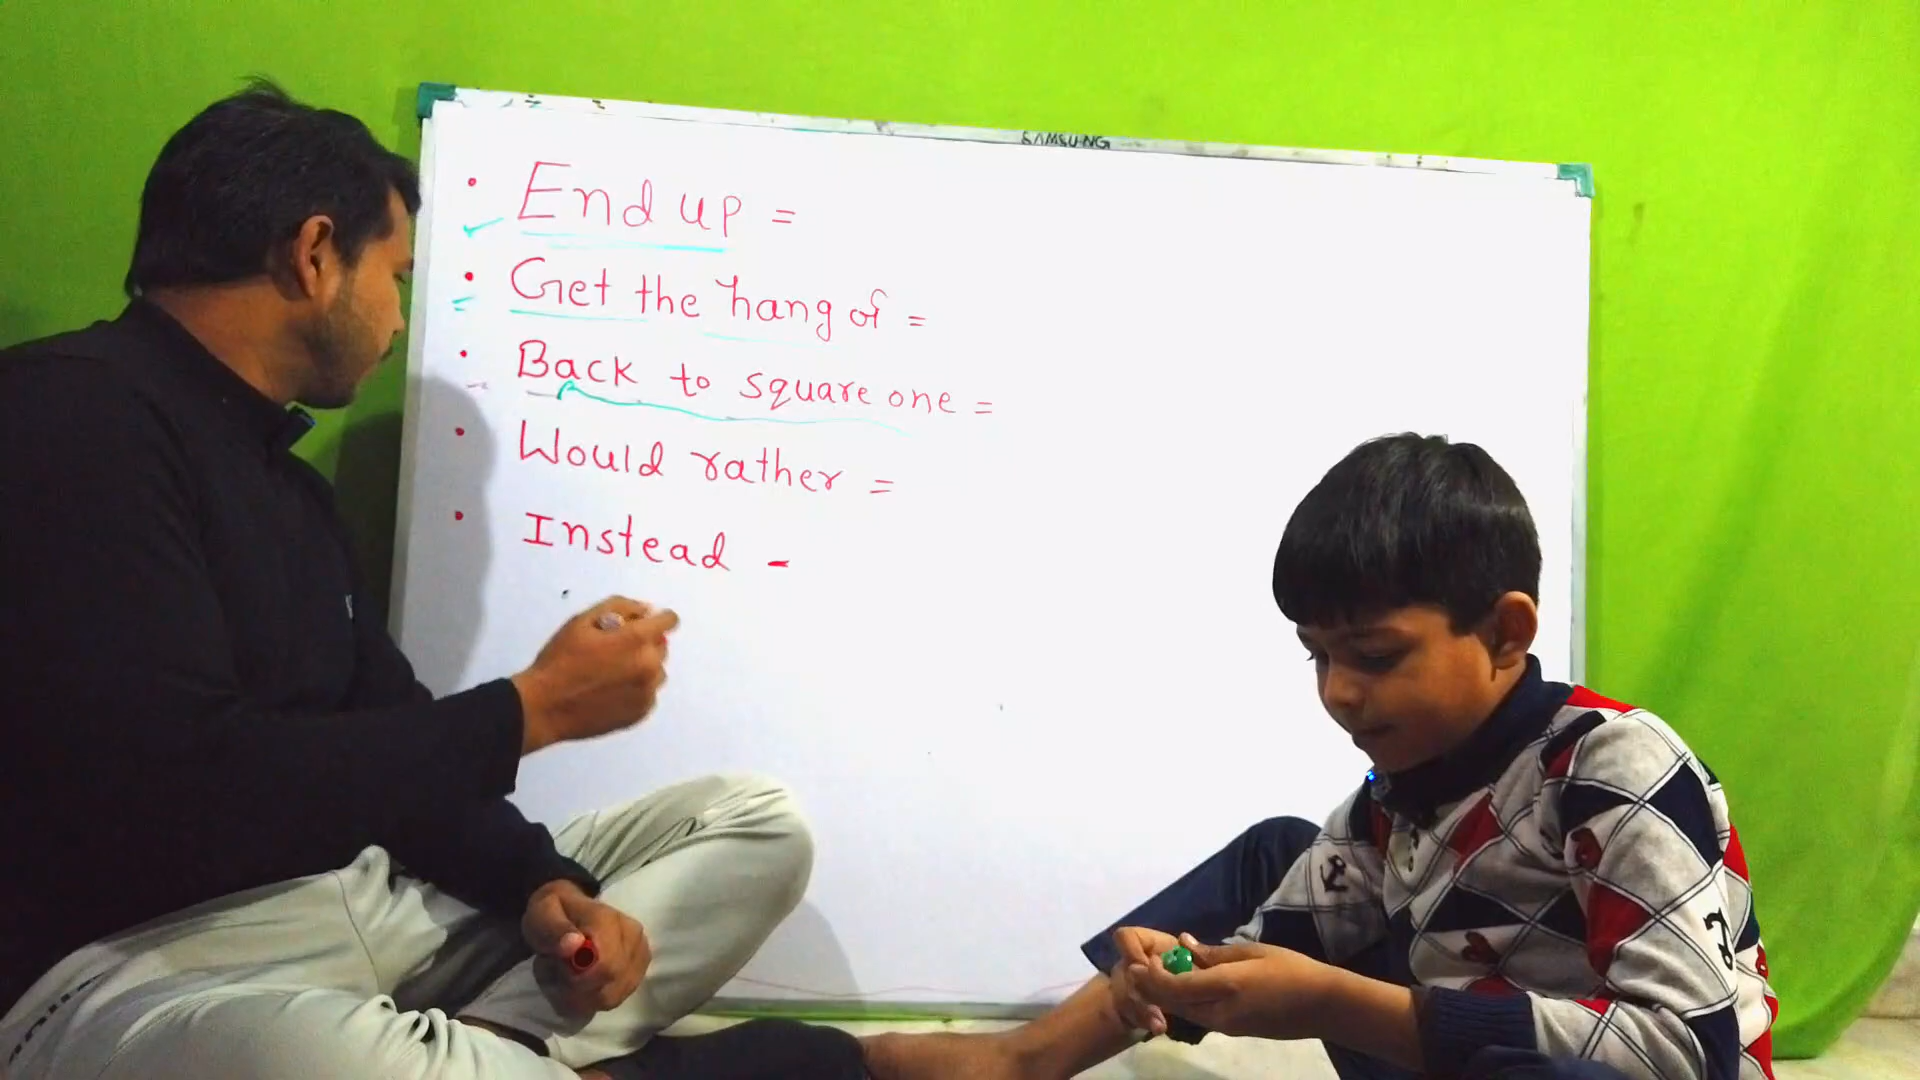 SAMSUNG
• End up =
• Get the hang of =
• Back to square one =
• Would rather =
• Instead -